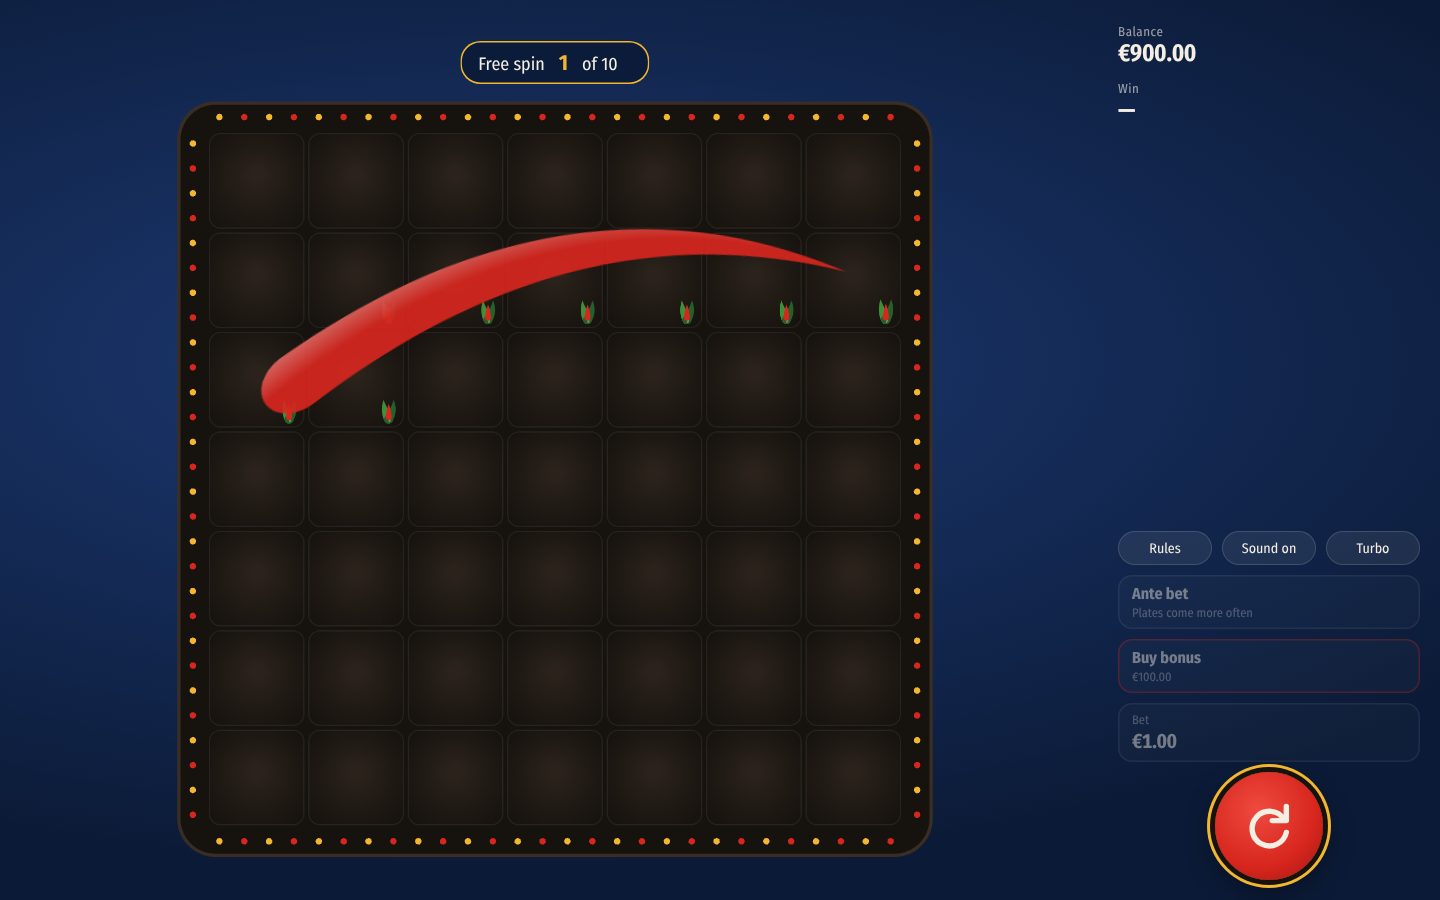 Free spin 1 of 10
Balance
€900.00
Win
—
Rules
Sound on
Turbo
Ante bet
Plates come more often
Buy bonus
€100.00
Bet
€1.00